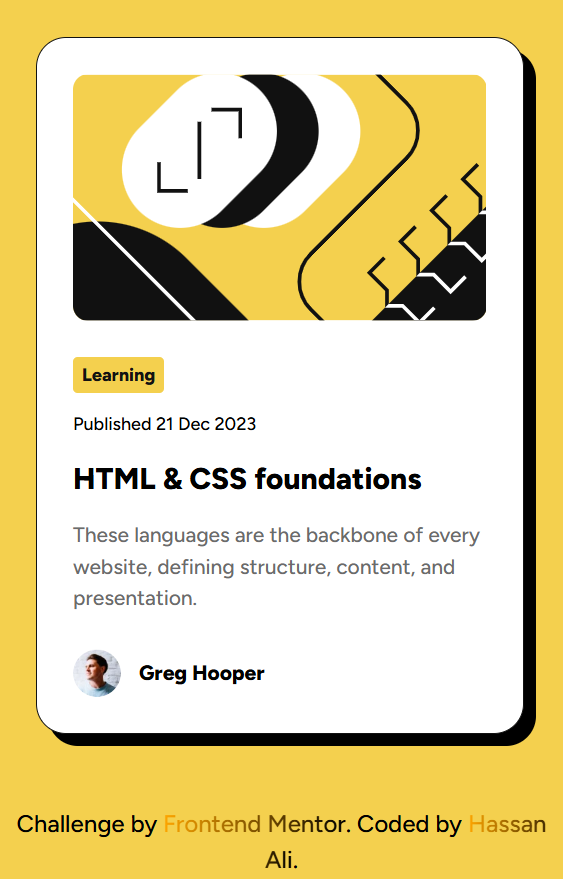 Learning
Published 21 Dec 2023
HTML & CSS foundations
These languages are the backbone of every
website, defining structure, content, and
presentation.
Greg Hooper
Challenge by Frontend Mentor. Coded by Hassan
Ali.